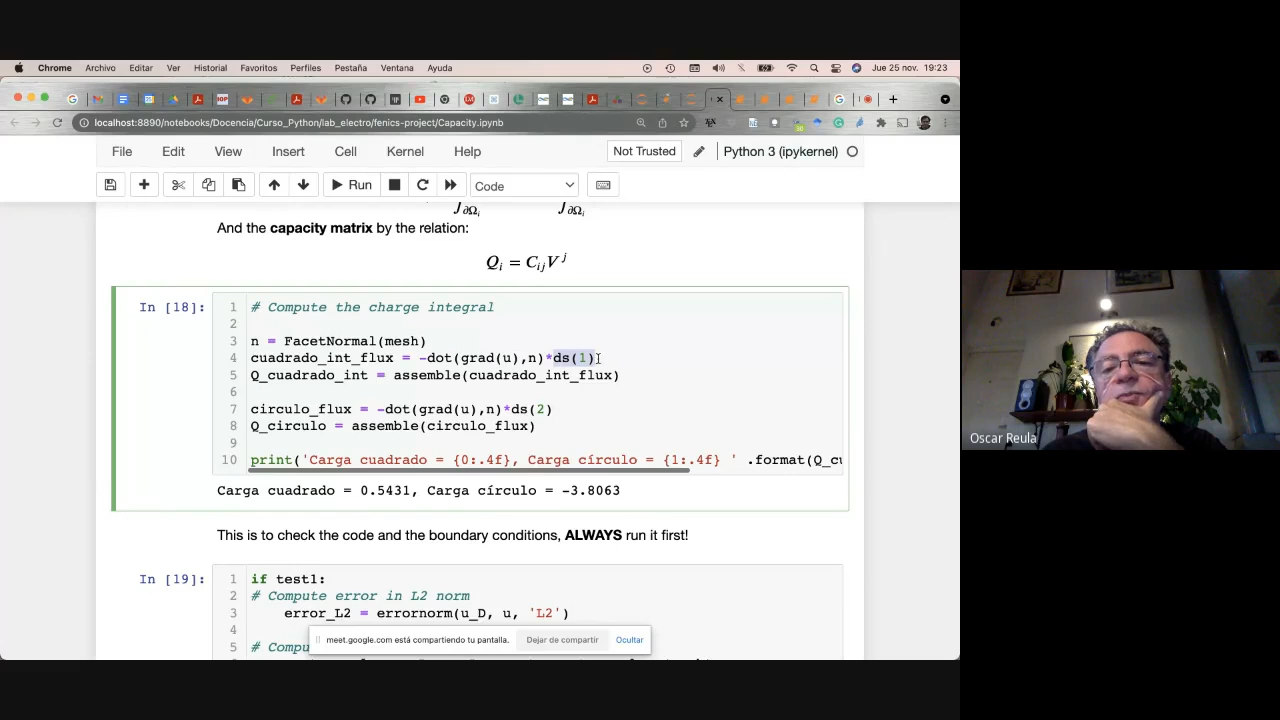 Chrome Archivo Editar Ver Historial Favoritos Perfiles Pestaña Ventana Ayuda Jue 25 nov. 19:23
localhost:8890/notebooks/Docencia/Curso_Python/lab_electro/fenics-project/Capacity.ipynb
File Edit View Insert Cell Kernel Help Not Trusted Python 3 (ipykernel)
Run Code
∫∂Ωᵢ ∫∂Ωᵢ
And the capacity matrix by the relation:
Qᵢ = CᵢⱼVʲ
In [18]:
1 # Compute the charge integral
2
3 n = FacetNormal(mesh)
4 cuadrado_int_flux = -dot(grad(u),n)*ds(1)
5 Q_cuadrado_int = assemble(cuadrado_int_flux)
6
7 circulo_flux = -dot(grad(u),n)*ds(2)
8 Q_circulo = assemble(circulo_flux)
9
10 print('Carga cuadrado = {0:.4f}, Carga círculo = {1:.4f} ' .format(Q_cu
Carga cuadrado = 0.5431, Carga círculo = -3.8063
This is to check the code and the boundary conditions, ALWAYS run it first!
In [19]:
1 if test1:
2 # Compute error in L2 norm
3 error_L2 = errornorm(u_D, u, 'L2')
4
5 # Compu
meet.google.com está compartiendo tu pantalla. Dejar de compartir Ocultar
Oscar Reula